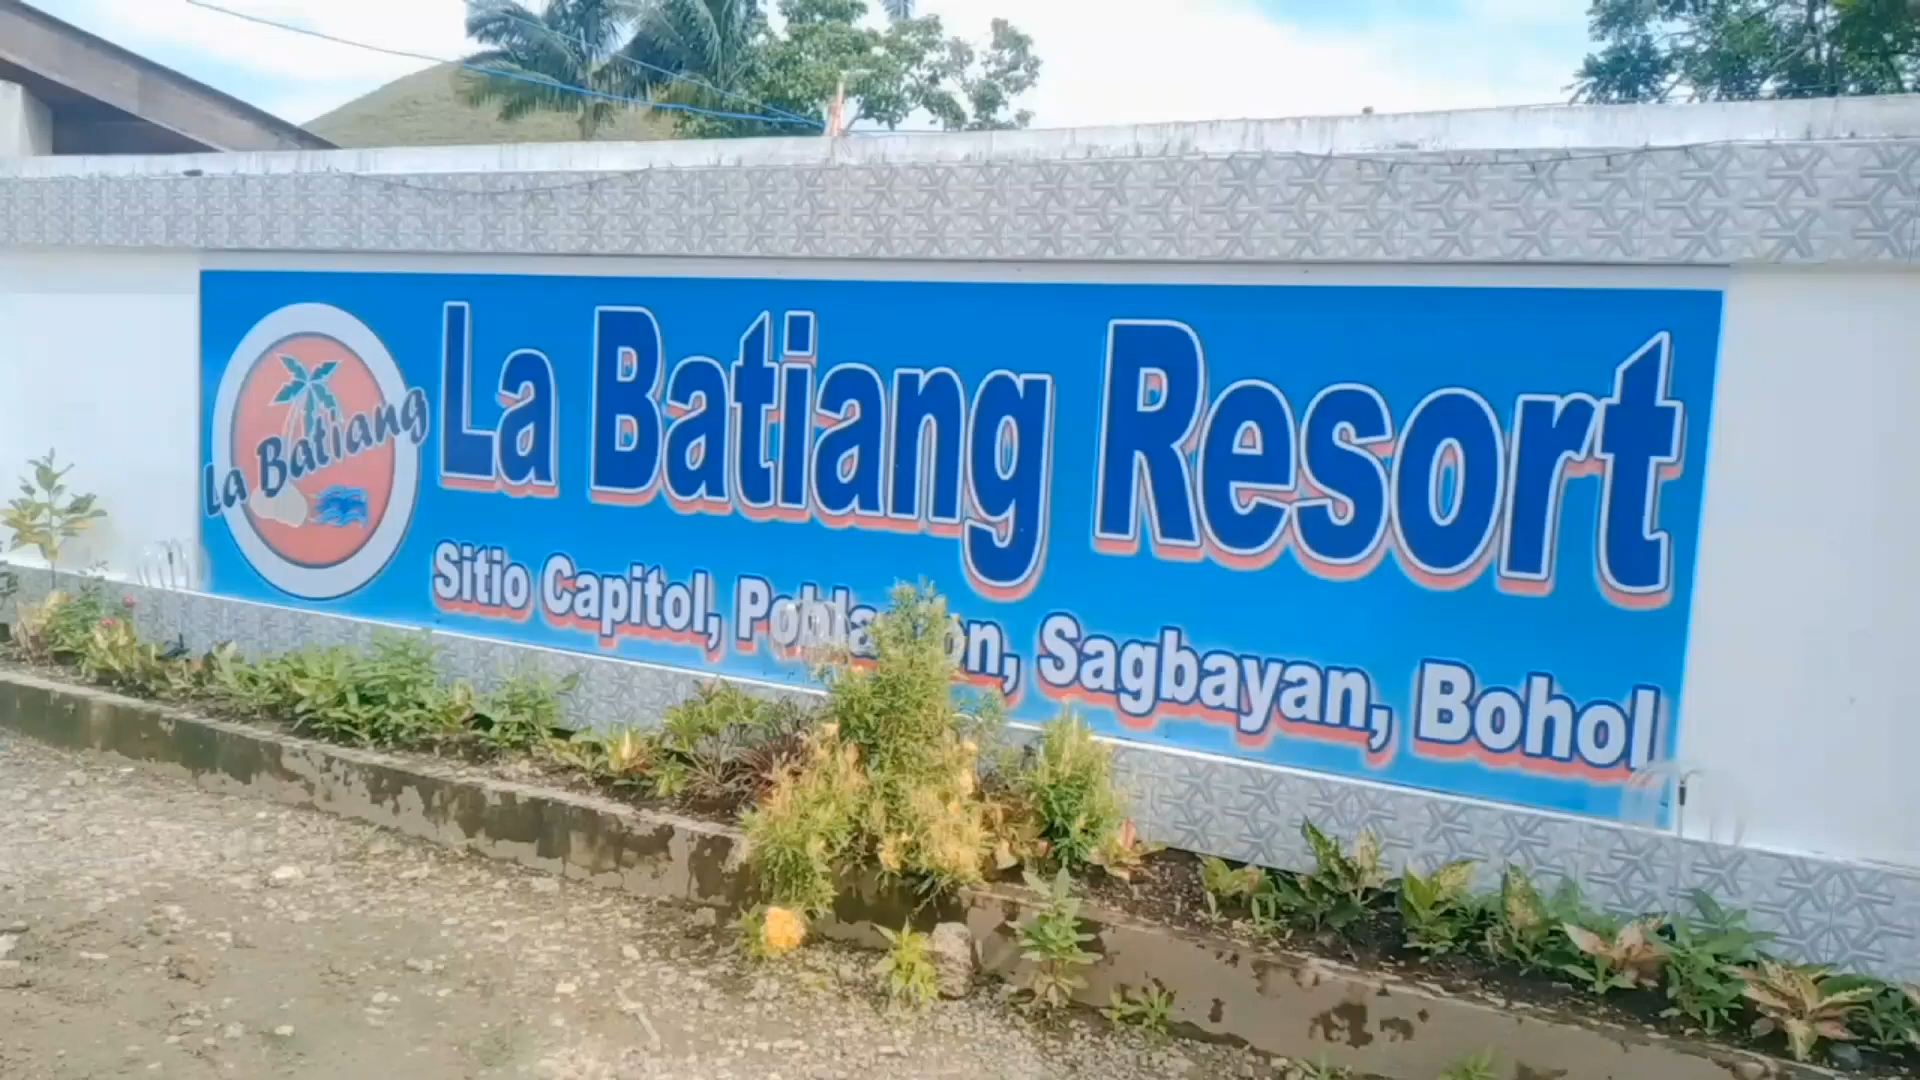 La Batiang
La Batiang Resort
Sitio Capitol, Sagbayan, Bohol